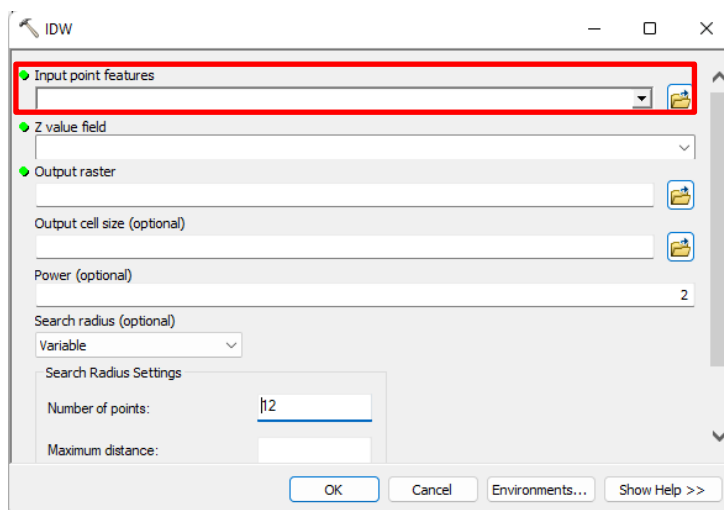 IDW
Input point features
Z value field
Output raster
Output cell size (optional)
Power (optional)
2
Search radius (optional)
Variable
Search Radius Settings
Number of points:
12
Maximum distance:
OK Cancel Environments... Show Help >>